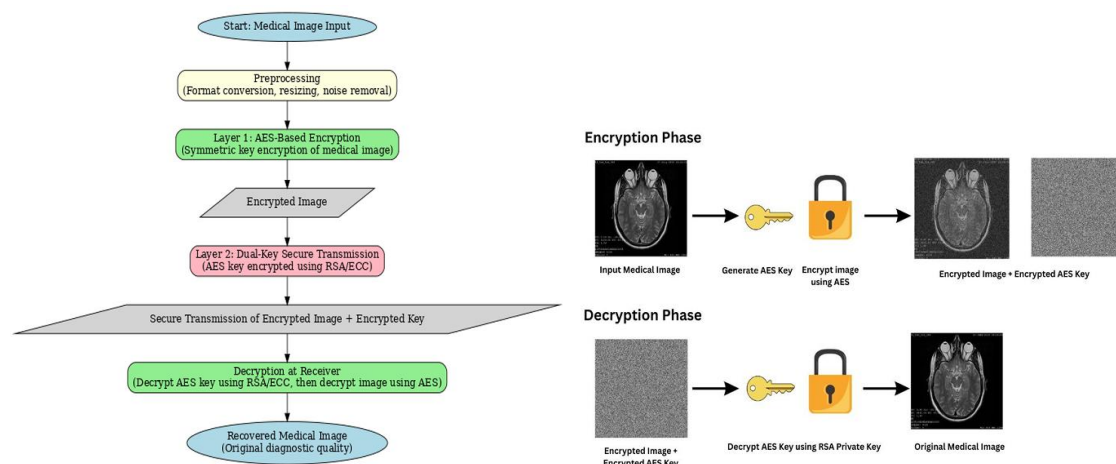 Start: Medical Image Input
Preprocessing
(Format conversion, resizing, noise removal)
Layer 1: AES-Based Encryption
(Symmetric key encryption of medical image)
Encrypted Image
Layer 2: Dual-Key Secure Transmission
(AES key encrypted using RSA/ECC)
Secure Transmission of Encrypted Image + Encrypted Key
Decryption at Receiver
(Decrypt AES key using RSA/ECC, then decrypt image using AES)
Recovered Medical Image
(Original diagnostic quality)
Encryption Phase
Input Medical Image
Generate AES Key
Encrypt image
using AES
Encrypted Image + Encrypted AES Key
Decryption Phase
Encrypted Image +
Encrypted AES Key
Decrypt AES Key using RSA Private Key
Original Medical Image